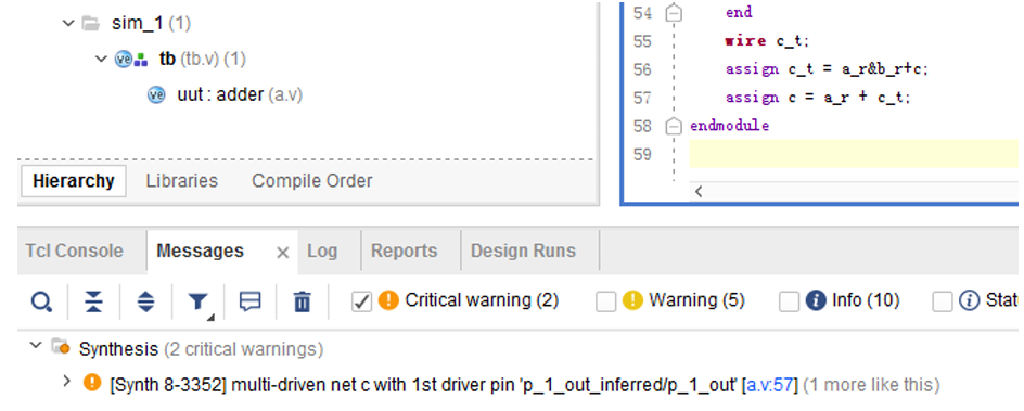 sim_1 (1)
tb (tb.v) (1)
uut : adder (a.v)
Hierarchy Libraries Compile Order
54 end
55 wire c_t;
56 assign c_t = a_r&b_r+c;
57 assign c = a_r + c_t;
58 endmodule
59
Tcl Console Messages × Log Reports Design Runs
Critical warning (2) Warning (5) Info (10) Stat
Synthesis (2 critical warnings)
[Synth 8-3352] multi-driven net c with 1st driver pin 'p_1_out_inferred/p_1_out' [a.v:57] (1 more like this)